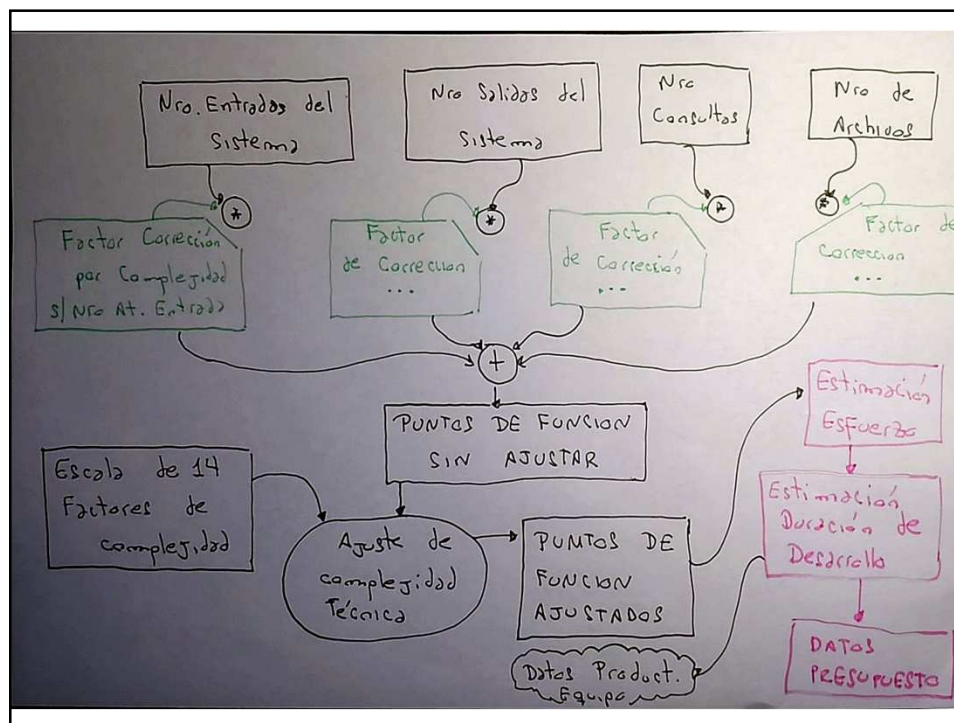 Nro. Entradas del
Sistema
Nro Salidas del
Sistema
Nro
Consultas
Nro de
Archivos
*
*
*
*
Factor Corrección
por Complejidad
s/ Nro At. Entrada
Factor
de Correccion
...
Factor
de Corrección
...
Factor de
Correccion
...
+
PUNTOS DE FUNCION
SIN AJUSTAR
Estimación
Esfuerzo
Escala de 14
Factores de
complejidad
Ajuste de
complejidad
Técnica
PUNTOS DE
FUNCION
AJUSTADOS
Estimación
Duración de
Desarrollo
Datos Product.
Equipo
DATOS
PRESUPUESTO